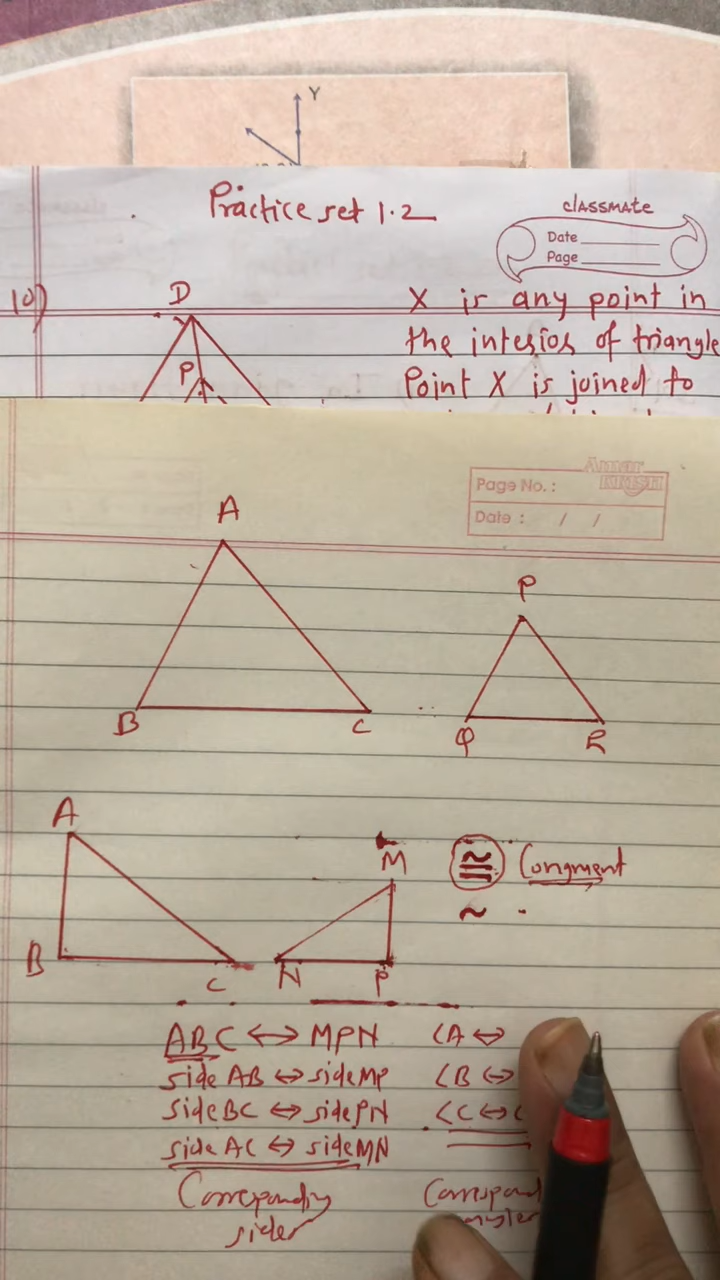 Y
Practice set 1.2
classmate
Date
Page
10)
D
P
X is any point in
the interior of triangle
Point X is joined to
Page No. :
Date : / /
A
P
B
C
Q
R
A
M
≅ Congruent
~
B
C
N
P
ABC ↔ MPN
∠A ↔
side AB ↔ side MP
∠B ↔
side BC ↔ side PN
∠C ↔
side AC ↔ side MN
Corresponding
sides